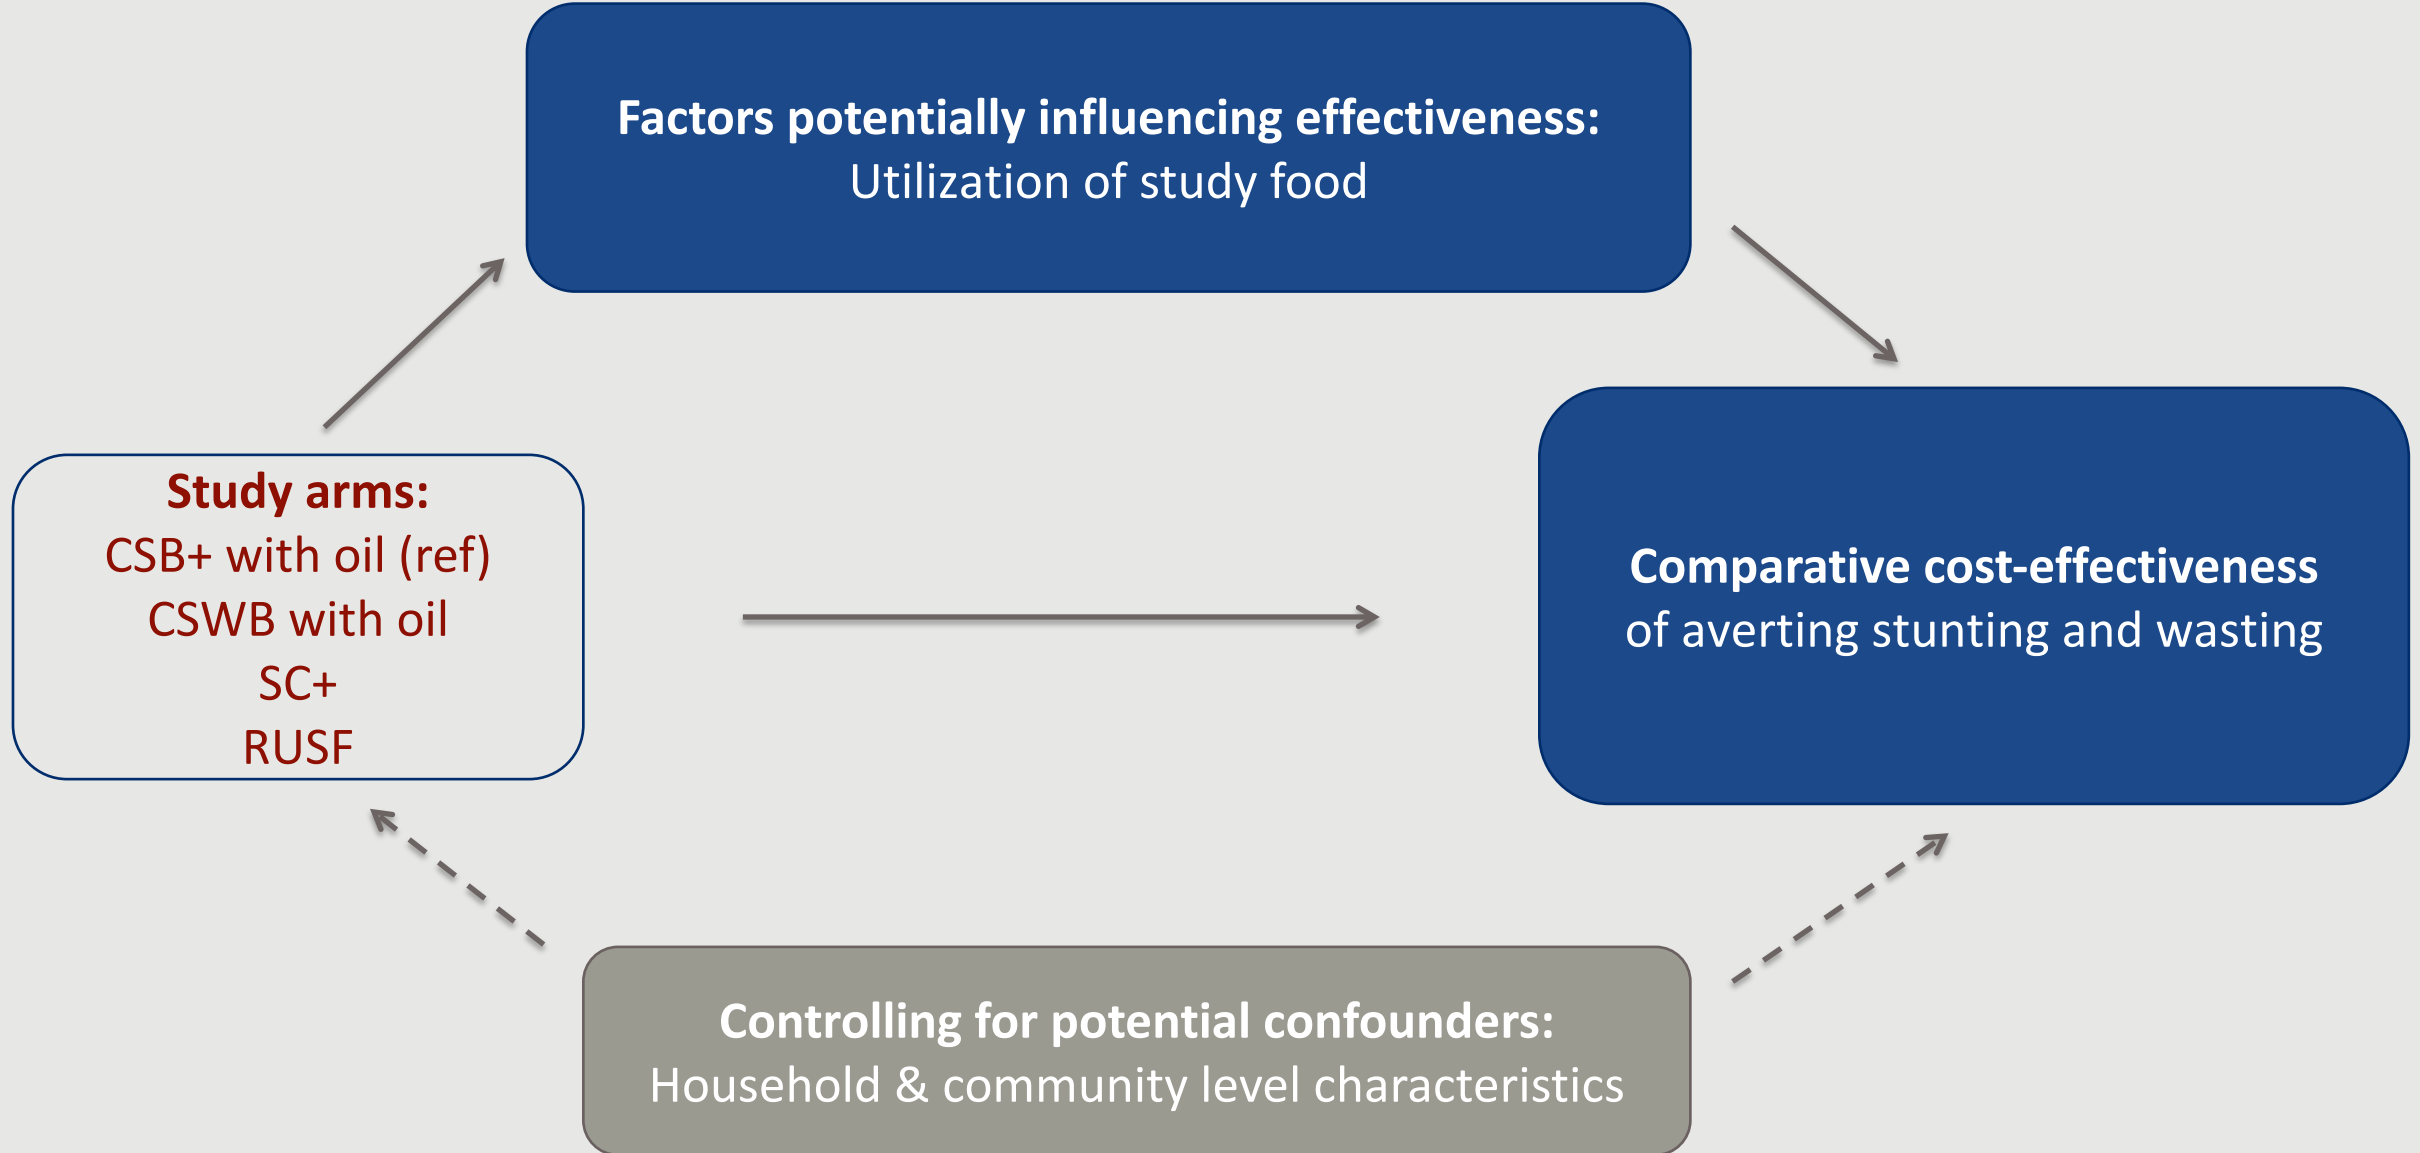 Factors potentially influencing effectiveness:
Utilization of study food
Study arms:
CSB+ with oil (ref)
CSWB with oil
SC+
RUSF
Comparative cost-effectiveness
of averting stunting and wasting
Controlling for potential confounders:
Household & community level characteristics